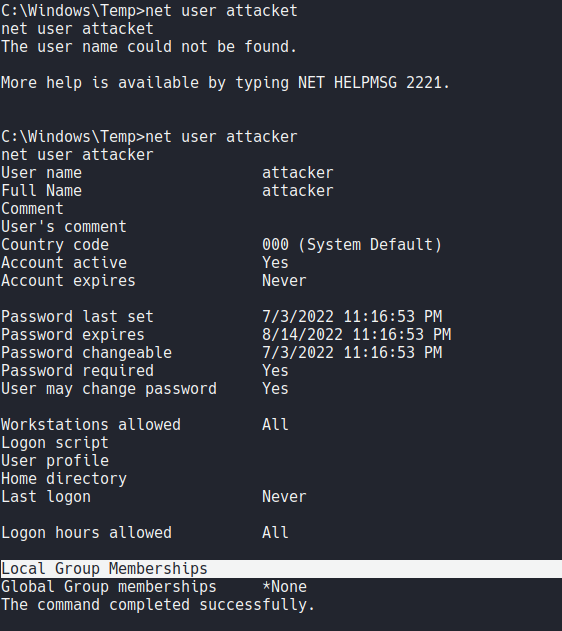 C:\Windows\Temp>net user attacket
net user attacket
The user name could not be found.
More help is available by typing NET HELPMSG 2221.
C:\Windows\Temp>net user attacker
net user attacker
User name attacker
Full Name attacker
Comment
User's comment
Country code 000 (System Default)
Account active Yes
Account expires Never
Password last set 7/3/2022 11:16:53 PM
Password expires 8/14/2022 11:16:53 PM
Password changeable 7/3/2022 11:16:53 PM
Password required Yes
User may change password Yes
Workstations allowed All
Logon script
User profile
Home directory
Last logon Never
Logon hours allowed All
Local Group Memberships
Global Group memberships *None
The command completed successfully.